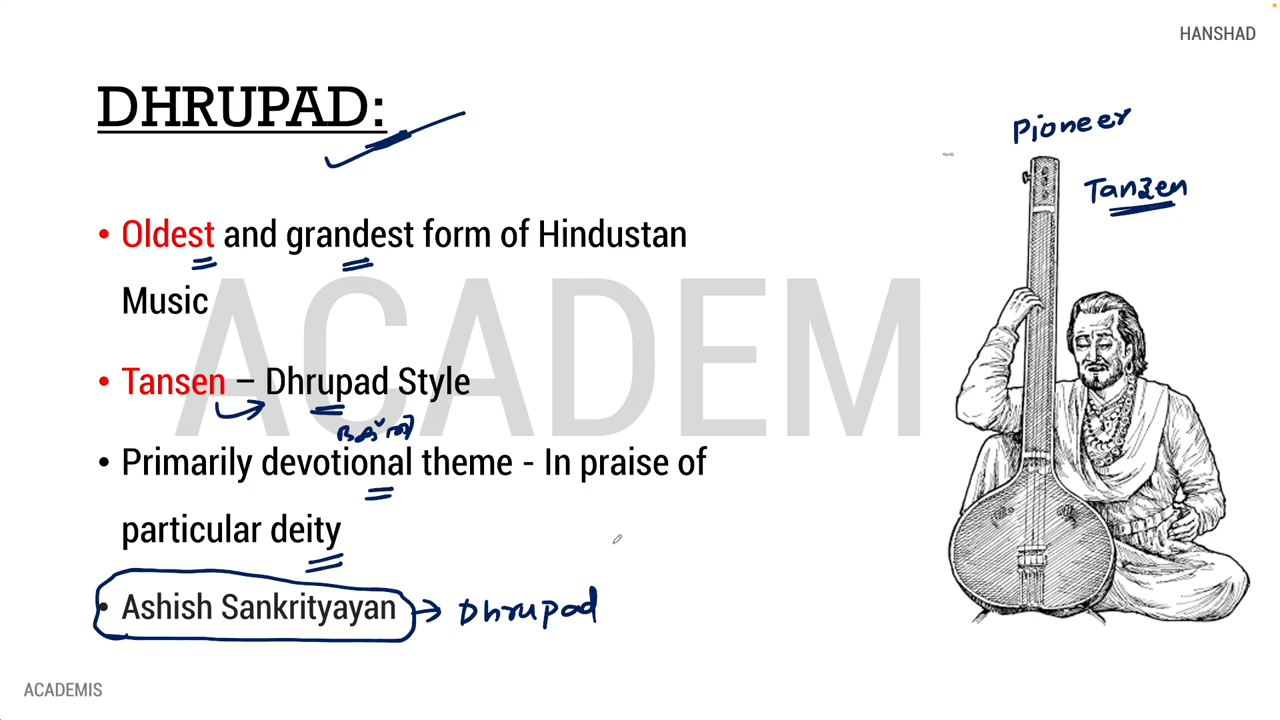 HANSHAD
DHRUPAD:
Pioneer
Tanzen
• Oldest and grandest form of Hindustan
Music
ACADEM
• Tansen – Dhrupad Style
• Primarily devotional theme - In praise of
particular deity
• Ashish Sankrityayan → Dhrupad
ACADEMIS